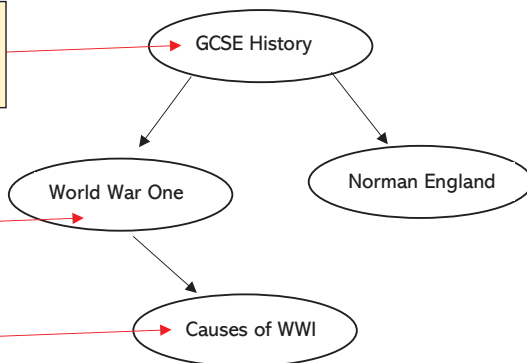 GCSE History
World War One
Norman England
Causes of WWI